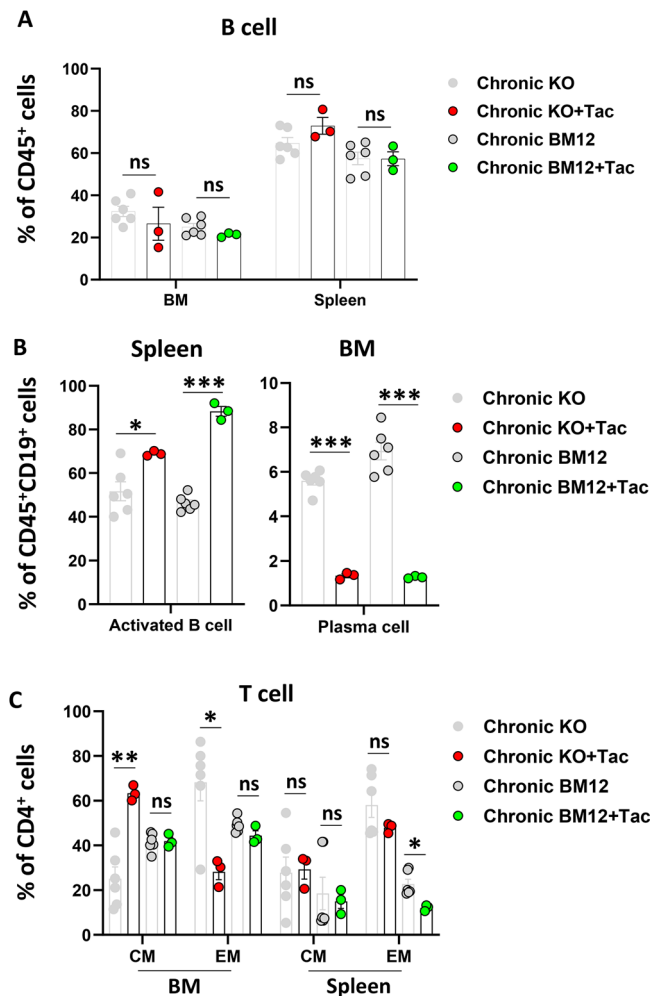 A
B cell
% of CD45⁺ cells
100
80
60
40
20
0
ns
ns
ns
ns
BM
Spleen
Chronic KO
Chronic KO+Tac
Chronic BM12
Chronic BM12+Tac
B
Spleen
BM
% of CD45⁺CD19⁺ cells
100
80
60
40
20
0
*
***
Activated B cell
10
8
6
4
2
0
***
***
Plasma cell
Chronic KO
Chronic KO+Tac
Chronic BM12
Chronic BM12+Tac
C
T cell
% of CD4⁺ cells
100
80
60
40
20
0
**
ns
*
ns
ns
ns
ns
*
CM
EM
CM
EM
BM
Spleen
Chronic KO
Chronic KO+Tac
Chronic BM12
Chronic BM12+Tac